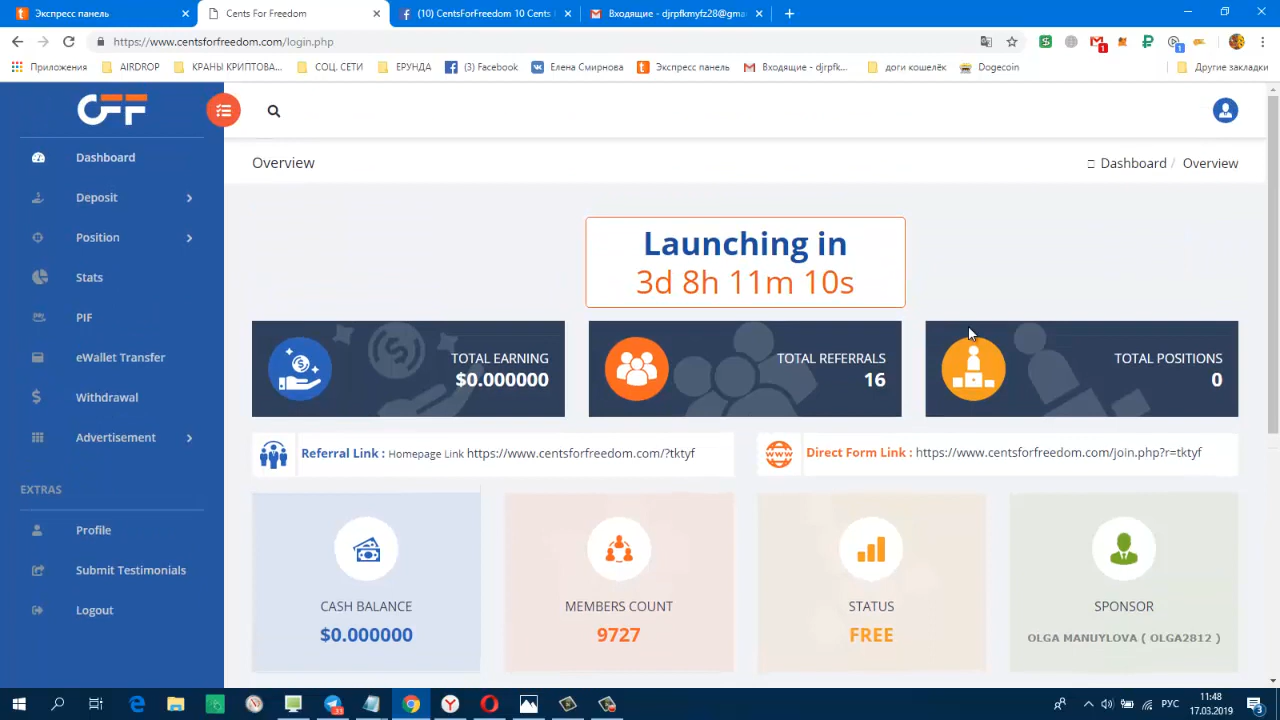 Экспресс панель
Cents For Freedom
(10) CentsForFreedom 10 Cents
Входящие - djrpfkmyfz28@gma
https://www.centsforfreedom.com/login.php
1
1
Приложения
AIRDROP
КРАНЫ КРИПТОВА...
СОЦ. СЕТИ
ЕРУНДА
(3) Facebook
Елена Смирнова
Экспресс панель
Входящие - djrpfk...
доги кошелёк
Dogecoin
Другие закладки
CFF
Dashboard
Deposit
Position
Stats
PIF
eWallet Transfer
Withdrawal
Advertisement
EXTRAS
Profile
Submit Testimonials
Logout
Overview
Dashboard / Overview
Launching in
3d 8h 11m 10s
TOTAL EARNING
$0.000000
TOTAL REFERRALS
16
TOTAL POSITIONS
0
Referral Link : Homepage Link https://www.centsforfreedom.com/?tktyf
Direct Form Link : https://www.centsforfreedom.com/join.php?r=tktyf
CASH BALANCE
$0.000000
MEMBERS COUNT
9727
STATUS
FREE
SPONSOR
OLGA MANUYLOVA ( OLGA2812 )
РУС
11:48
17.03.2019
3